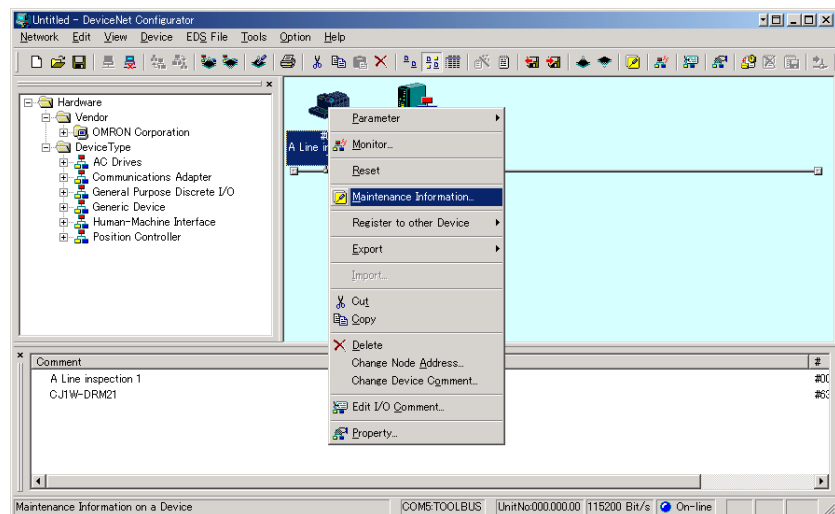 Untitled - DeviceNet Configurator
Network Edit View Device EDS File Tools Option Help
Hardware
Vendor
OMRON Corporation
DeviceType
AC Drives
Communications Adapter
General Purpose Discrete I/O
Generic Device
Human-Machine Interface
Position Controller
#
A Line in
Parameter
Monitor...
Reset
Maintenance Information...
Register to other Device
Export
Import...
Cut
Copy
Delete
Change Node Address...
Change Device Comment...
Edit I/O Comment...
Property...
Comment #
A Line inspection 1 #00
CJ1W-DRM21 #63
Maintenance Information on a Device COM5:TOOLBUS UnitNo:000.000.00 115200 Bit/s On-line